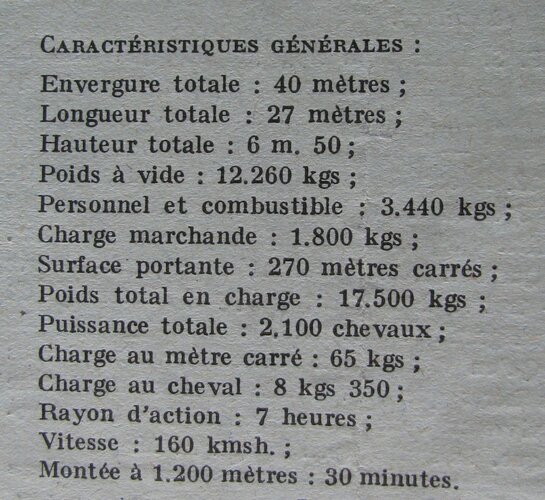 CARACTÉRISTIQUES GÉNÉRALES :
Envergure totale : 40 mètres ;
Longueur totale : 27 mètres ;
Hauteur totale : 6 m. 50 ;
Poids à vide : 12.260 kgs ;
Personnel et combustible : 3.440 kgs ;
Charge marchande : 1.800 kgs ;
Surface portante : 270 mètres carrés ;
Poids total en charge : 17.500 kgs ;
Puissance totale : 2.100 chevaux ;
Charge au mètre carré : 65 kgs ;
Charge au cheval : 8 kgs 350 ;
Rayon d'action : 7 heures ;
Vitesse : 160 kmsh. ;
Montée à 1.200 mètres : 30 minutes.